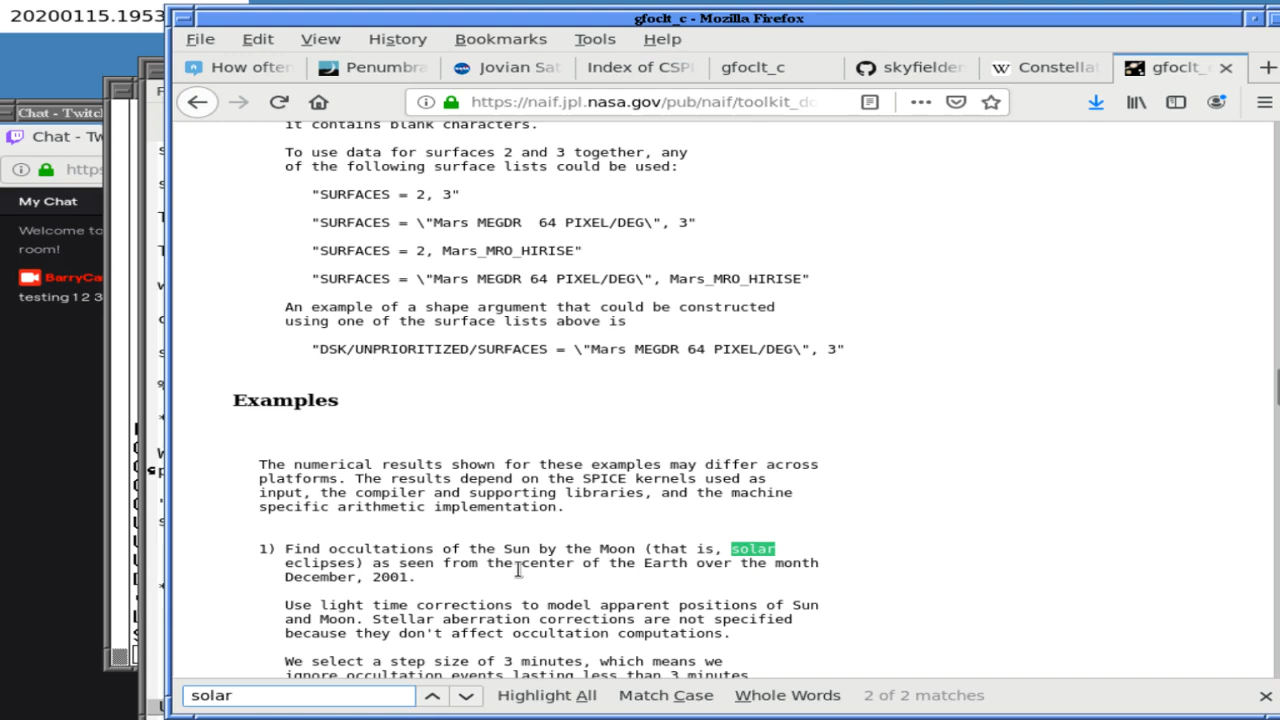 20200115.1953
gfoclt_c - Mozilla Firefox
File Edit View History Bookmarks Tools Help
How often Penumbra Jovian Sat Index of CSPI gfoclt_c skyfielder Constella gfoclt_
https://naif.jpl.nasa.gov/pub/naif/toolkit_do
Chat - Twitch
Chat - Tw
https
My Chat
Welcome to
room!
BarryCa
testing 1 2 3
it contains blank characters.
To use data for surfaces 2 and 3 together, any
of the following surface lists could be used:
"SURFACES = 2, 3"
"SURFACES = \"Mars MEGDR  64 PIXEL/DEG\", 3"
"SURFACES = 2, Mars_MRO_HIRISE"
"SURFACES = \"Mars MEGDR 64 PIXEL/DEG\", Mars_MRO_HIRISE"
An example of a shape argument that could be constructed
using one of the surface lists above is
"DSK/UNPRIORITIZED/SURFACES = \"Mars MEGDR 64 PIXEL/DEG\", 3"
Examples
The numerical results shown for these examples may differ across
platforms. The results depend on the SPICE kernels used as
input, the compiler and supporting libraries, and the machine
specific arithmetic implementation.
1) Find occultations of the Sun by the Moon (that is, solar
eclipses) as seen from the center of the Earth over the month
December, 2001.
Use light time corrections to model apparent positions of Sun
and Moon. Stellar aberration corrections are not specified
because they don't affect occultation computations.
We select a step size of 3 minutes, which means we
ignore occultation events lasting less than 3 minutes
solar Highlight All Match Case Whole Words 2 of 2 matches